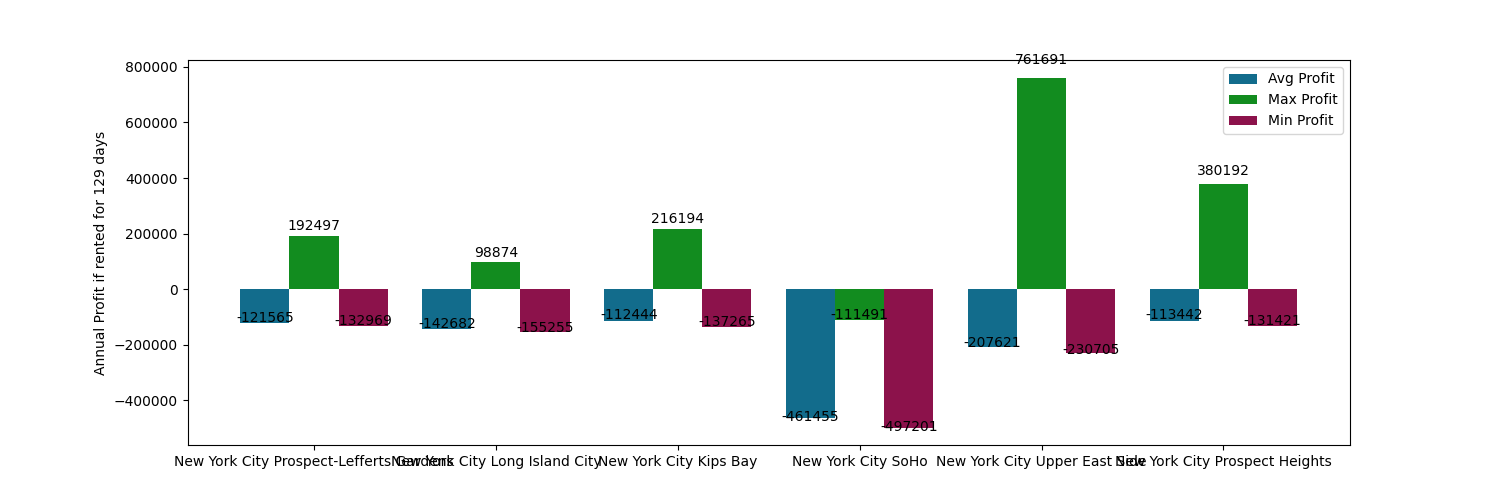 761691
800000
Avg Profit
Max Profit
Min Profit
600000
400000
380192
200000
192497
98874
216194
0
-121565
-132969
-142682
-155255
-112444
-137265
-111491
-461455
-497201
-207621
-230705
-113442
-131421
−200000
−400000
Annual Profit if rented for 129 days
New York City Prospect-Lefferts Gardens
New York City Long Island City
New York City Kips Bay
New York City SoHo
New York City Upper East Side
New York City Prospect Heights